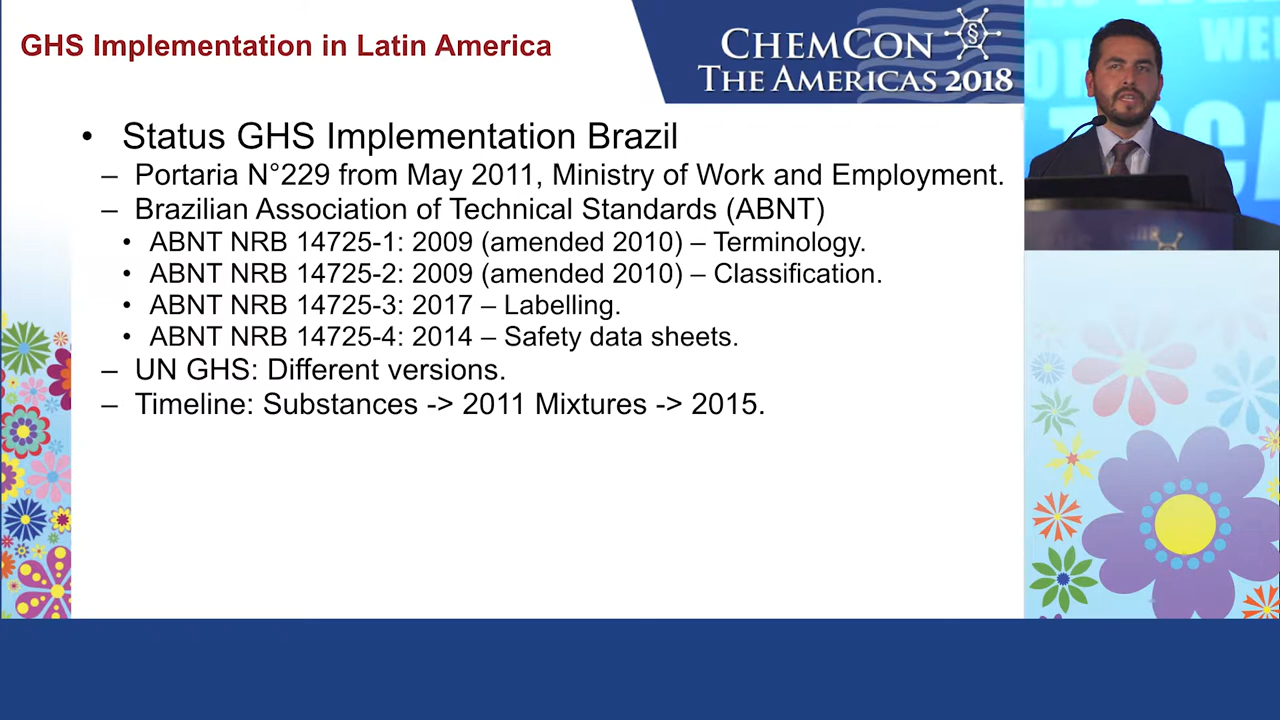 GHS Implementation in Latin America
CHEMCON §
THE AMERICAS 2018
• Status GHS Implementation Brazil
– Portaria N°229 from May 2011, Ministry of Work and Employment.
– Brazilian Association of Technical Standards (ABNT)
• ABNT NRB 14725-1: 2009 (amended 2010) – Terminology.
• ABNT NRB 14725-2: 2009 (amended 2010) – Classification.
• ABNT NRB 14725-3: 2017 – Labelling.
• ABNT NRB 14725-4: 2014 – Safety data sheets.
– UN GHS: Different versions.
– Timeline: Substances -> 2011 Mixtures -> 2015.